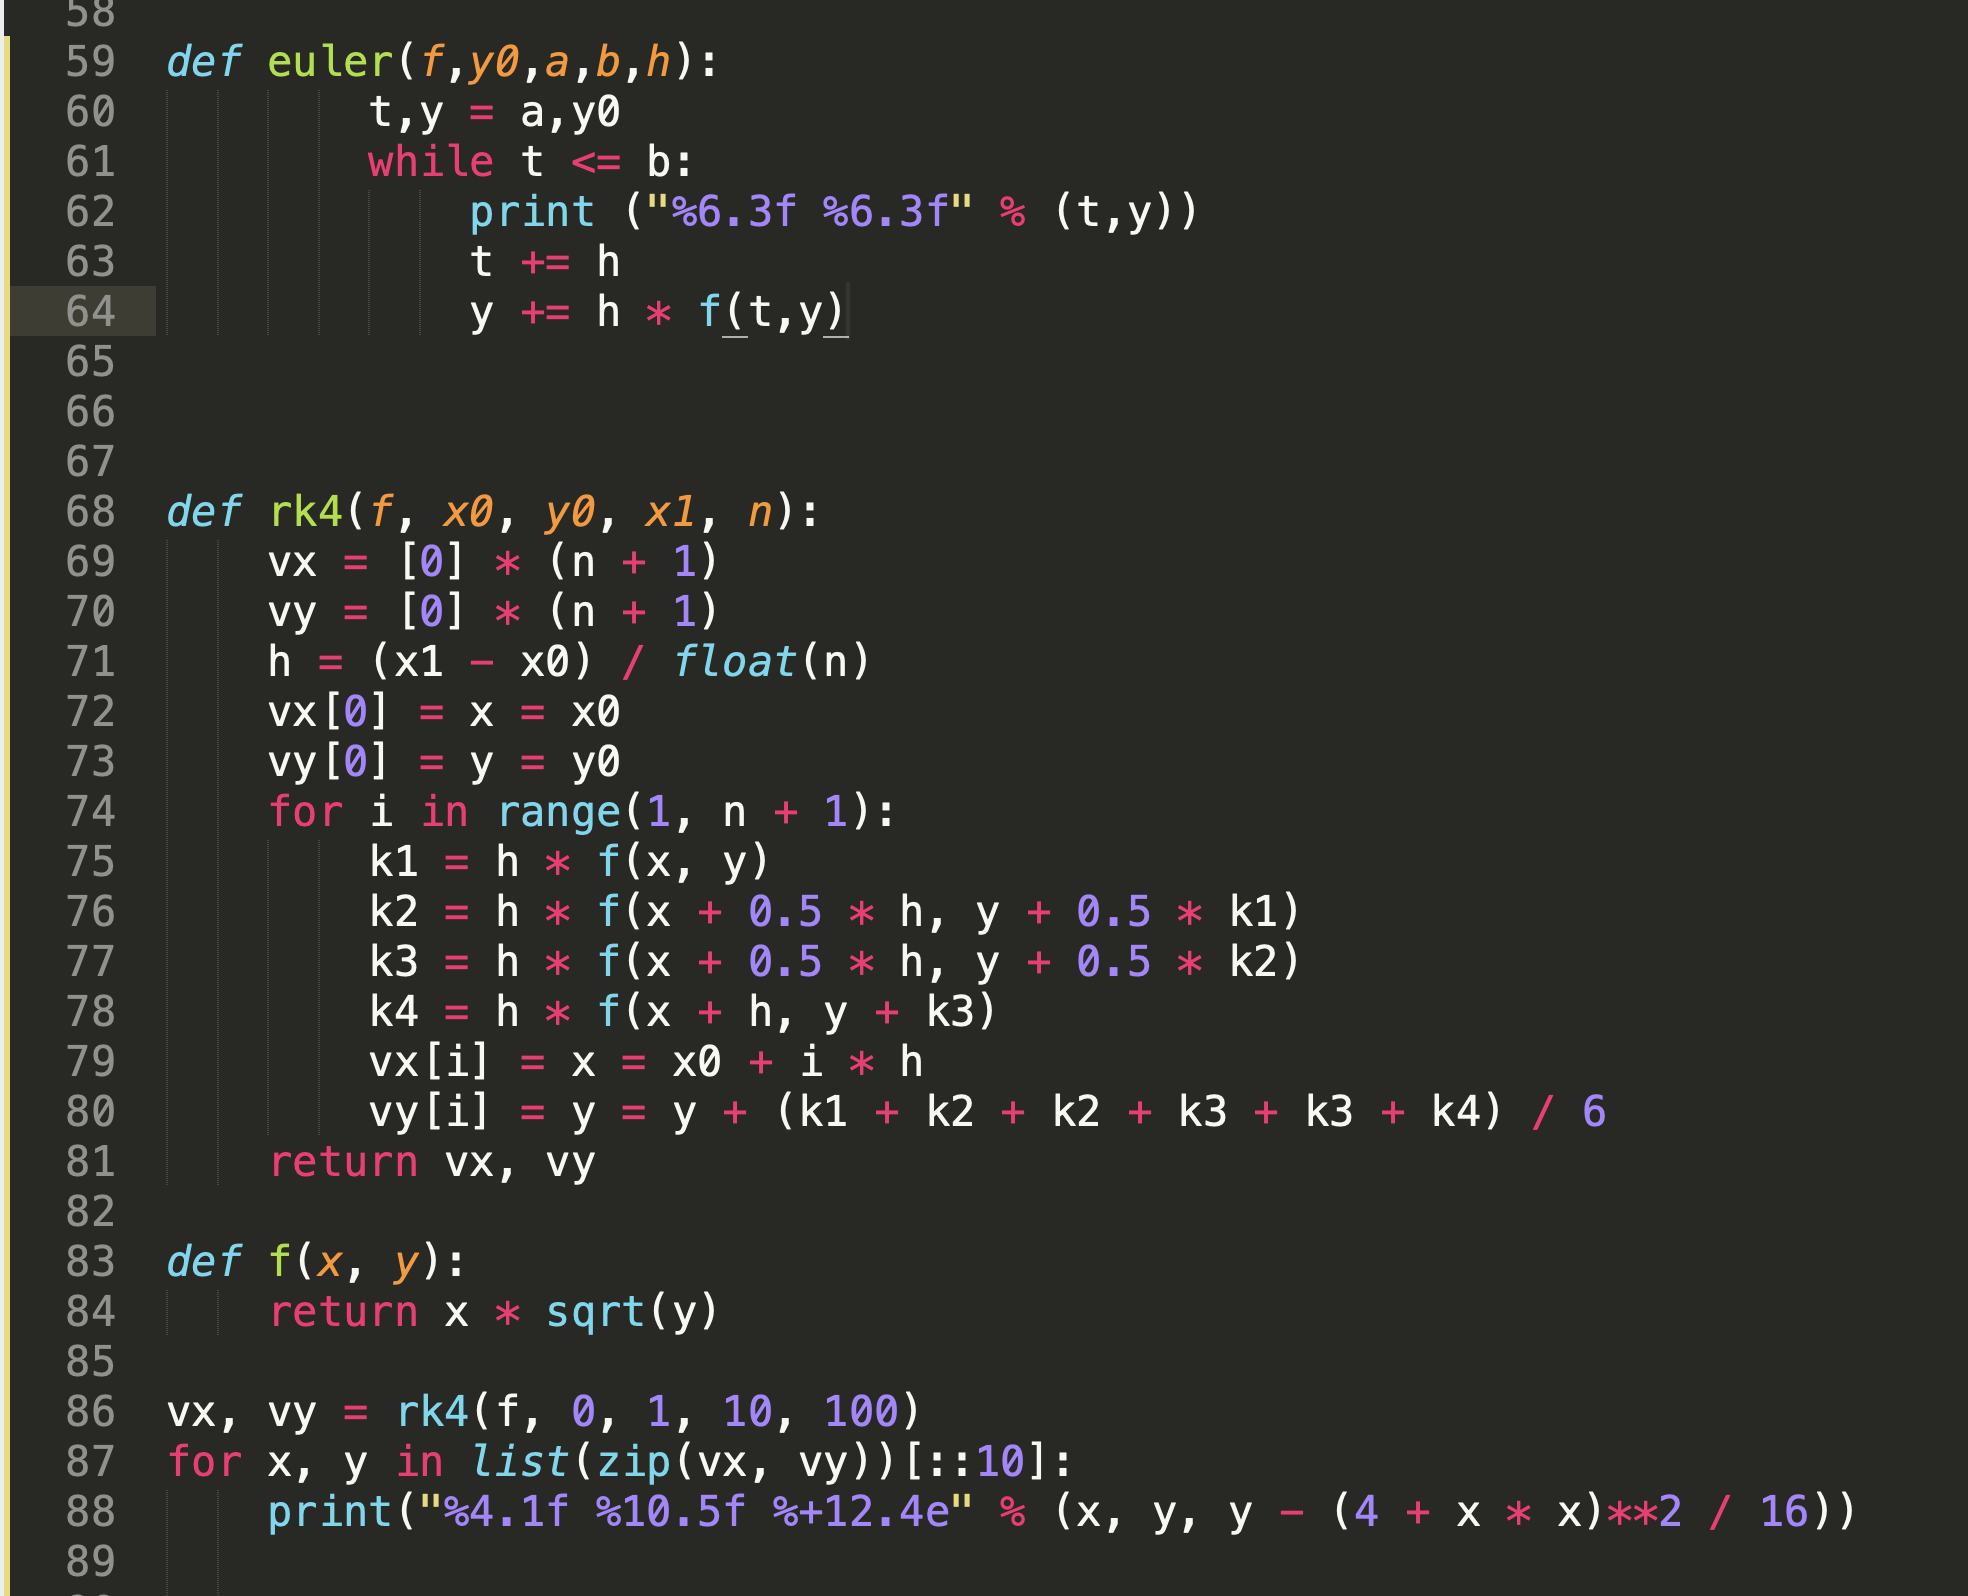 58
59 def euler(f,y0,a,b,h):
60         t,y = a,y0
61         while t <= b:
62             print ("%6.3f %6.3f" % (t,y))
63             t += h
64             y += h * f(t,y)
65
66
67
68 def rk4(f, x0, y0, x1, n):
69     vx = [0] * (n + 1)
70     vy = [0] * (n + 1)
71     h = (x1 - x0) / float(n)
72     vx[0] = x = x0
73     vy[0] = y = y0
74     for i in range(1, n + 1):
75         k1 = h * f(x, y)
76         k2 = h * f(x + 0.5 * h, y + 0.5 * k1)
77         k3 = h * f(x + 0.5 * h, y + 0.5 * k2)
78         k4 = h * f(x + h, y + k3)
79         vx[i] = x = x0 + i * h
80         vy[i] = y = y + (k1 + k2 + k2 + k3 + k3 + k4) / 6
81     return vx, vy
82
83 def f(x, y):
84     return x * sqrt(y)
85
86 vx, vy = rk4(f, 0, 1, 10, 100)
87 for x, y in list(zip(vx, vy))[::10]:
88     print("%4.1f %10.5f %+12.4e" % (x, y, y - (4 + x * x)**2 / 16))
89